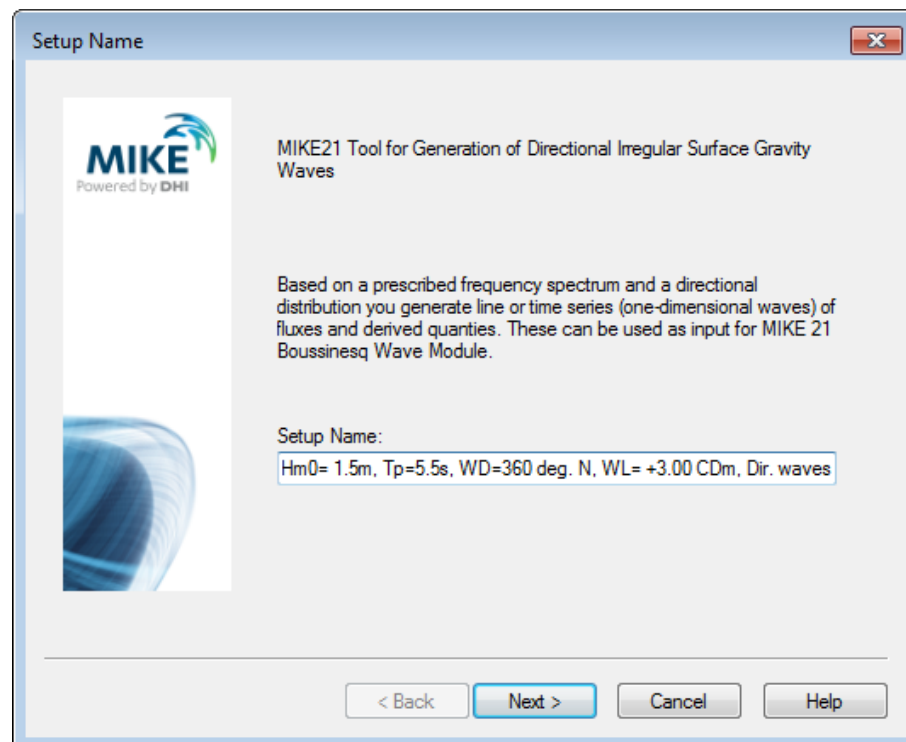 Setup Name
MIKE
Powered by DHI
MIKE21 Tool for Generation of Directional Irregular Surface Gravity
Waves
Based on a prescribed frequency spectrum and a directional
distribution you generate line or time series (one-dimensional waves) of
fluxes and derived quanties. These can be used as input for MIKE 21
Boussinesq Wave Module.
Setup Name:
Hm0= 1.5m, Tp=5.5s, WD=360 deg. N, WL= +3.00 CDm, Dir. waves
< Back
Next >
Cancel
Help